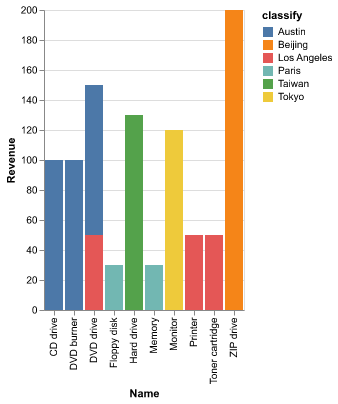 classify
Austin
Beijing
Los Angeles
Paris
Taiwan
Tokyo
Revenue
200
180
160
140
120
100
80
60
40
20
0
CD drive
DVD burner
DVD drive
Floppy disk
Hard drive
Memory
Monitor
Printer
Toner cartridge
ZIP drive
Name